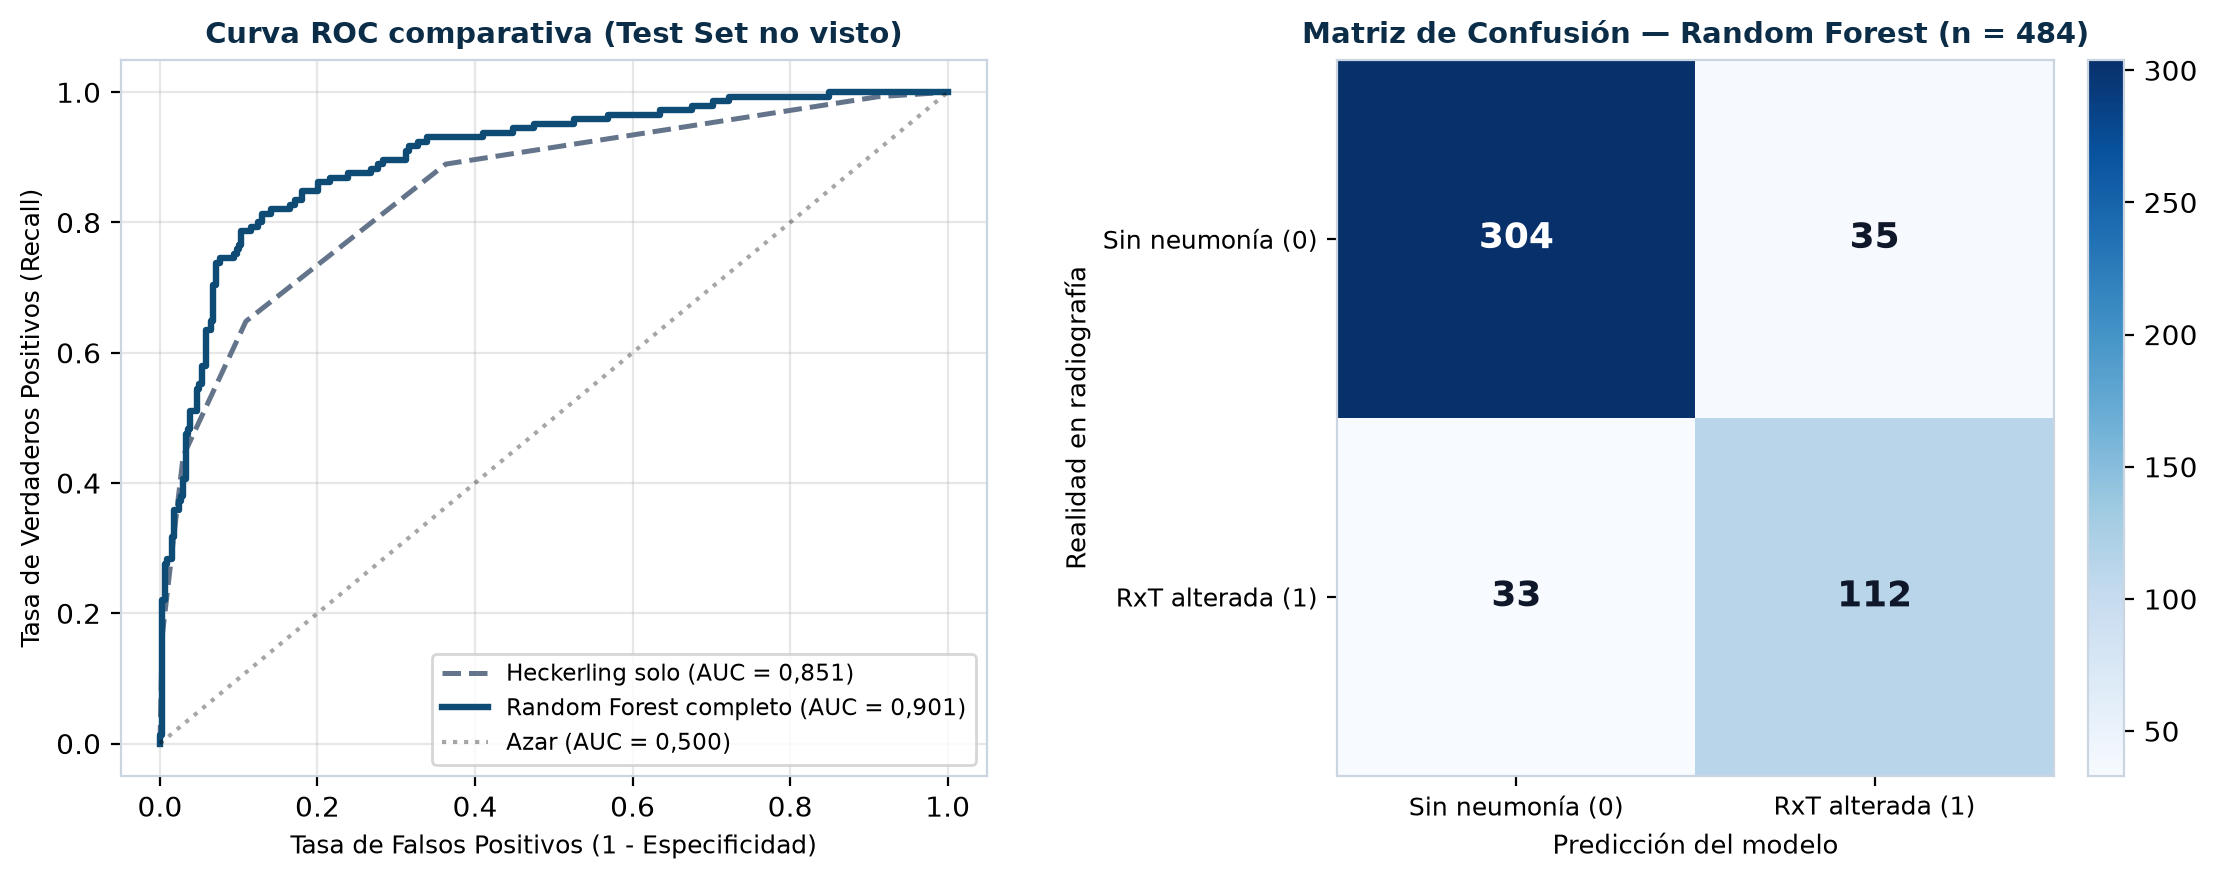 Curva ROC comparativa (Test Set no visto)
Tasa de Verdaderos Positivos (Recall)
1.0
0.8
0.6
0.4
0.2
0.0
Heckerling solo (AUC = 0,851)
Random Forest completo (AUC = 0,901)
Azar (AUC = 0,500)
0.0 0.2 0.4 0.6 0.8 1.0
Tasa de Falsos Positivos (1 - Especificidad)
Matriz de Confusión — Random Forest (n = 484)
Realidad en radiografía
Sin neumonía (0) 304 35
RxT alterada (1) 33 112
Sin neumonía (0) RxT alterada (1)
Predicción del modelo
300
250
200
150
100
50